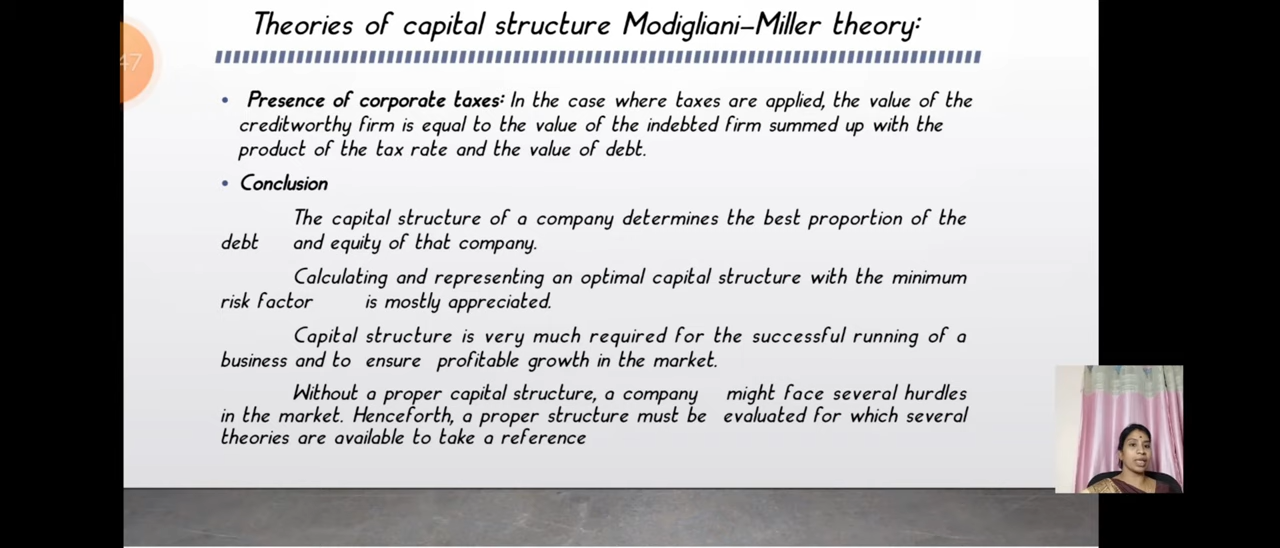 Theories of capital structure Modigliani-Miller theory:
47
• Presence of corporate taxes: In the case where taxes are applied, the value of the
creditworthy firm is equal to the value of the indebted firm summed up with the
product of the tax rate and the value of debt.
• Conclusion
The capital structure of a company determines the best proportion of the
debt and equity of that company.
Calculating and representing an optimal capital structure with the minimum
risk factor is mostly appreciated.
Capital structure is very much required for the successful running of a
business and to ensure profitable growth in the market.
Without a proper capital structure, a company might face several hurdles
in the market. Henceforth, a proper structure must be evaluated for which several
theories are available to take a reference